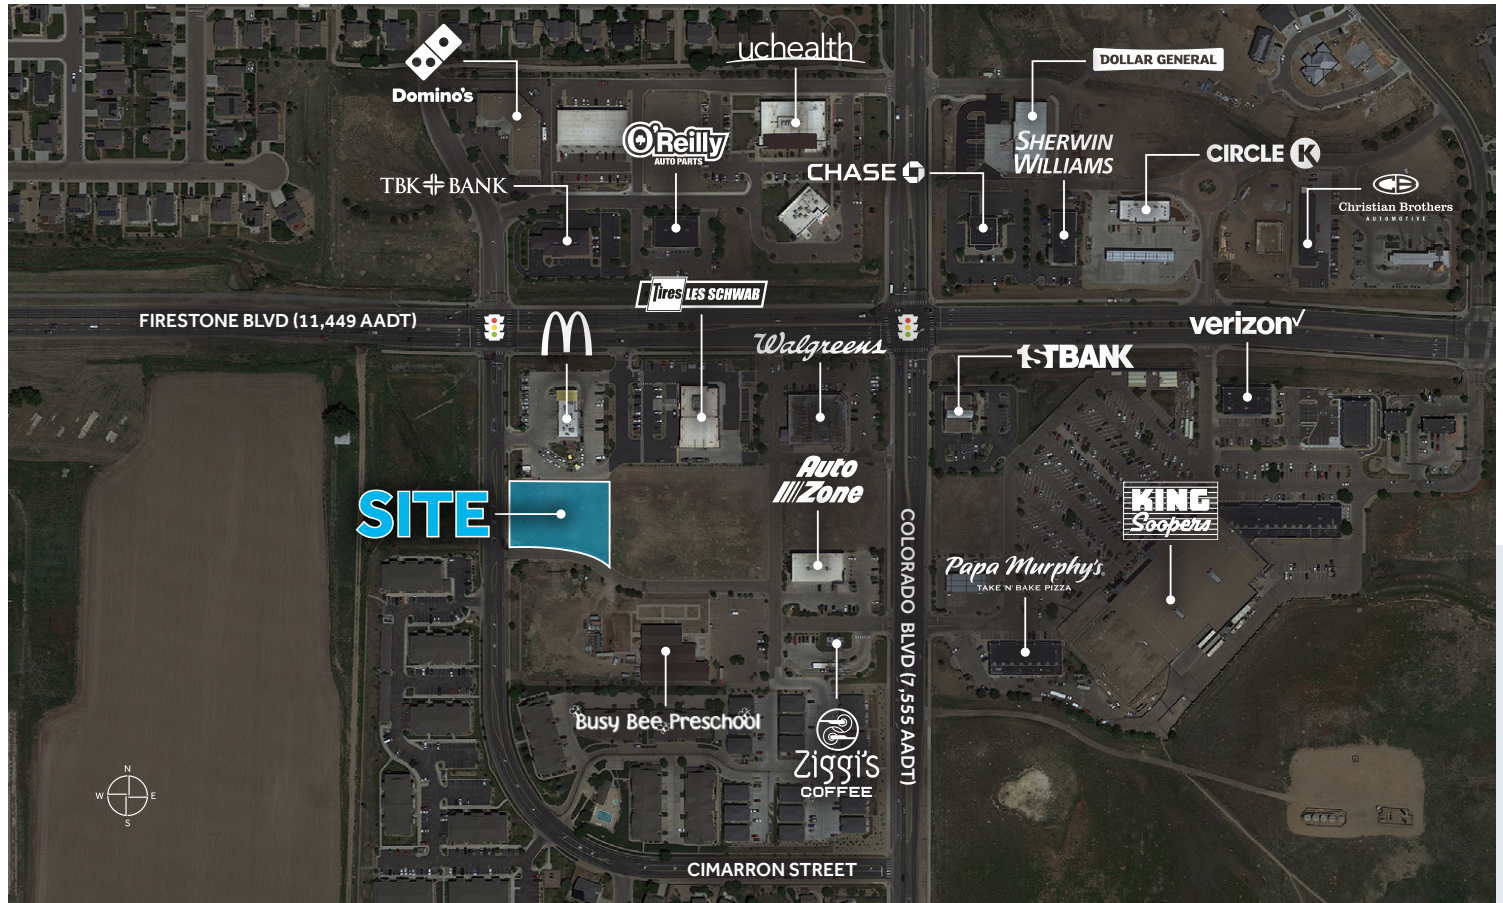 Domino's
uchealth
DOLLAR GENERAL
O'Reilly
AUTO PARTS
SHERWIN
WILLIAMS
CIRCLE K
CHASE
TBK BANK
CB
Christian Brothers
AUTOMOTIVE
Tires LES SCHWAB
FIRESTONE BLVD (11,449 AADT)
M
Walgreens
verizon
1STBANK
Auto
Zone
SITE
KING
Soopers
COLORADO BLVD (7,555 AADT)
Papa Murphy's
TAKE 'N' BAKE PIZZA
Busy Bee Preschool
Ziggi's
COFFEE
N
W E
S
CIMARRON STREET